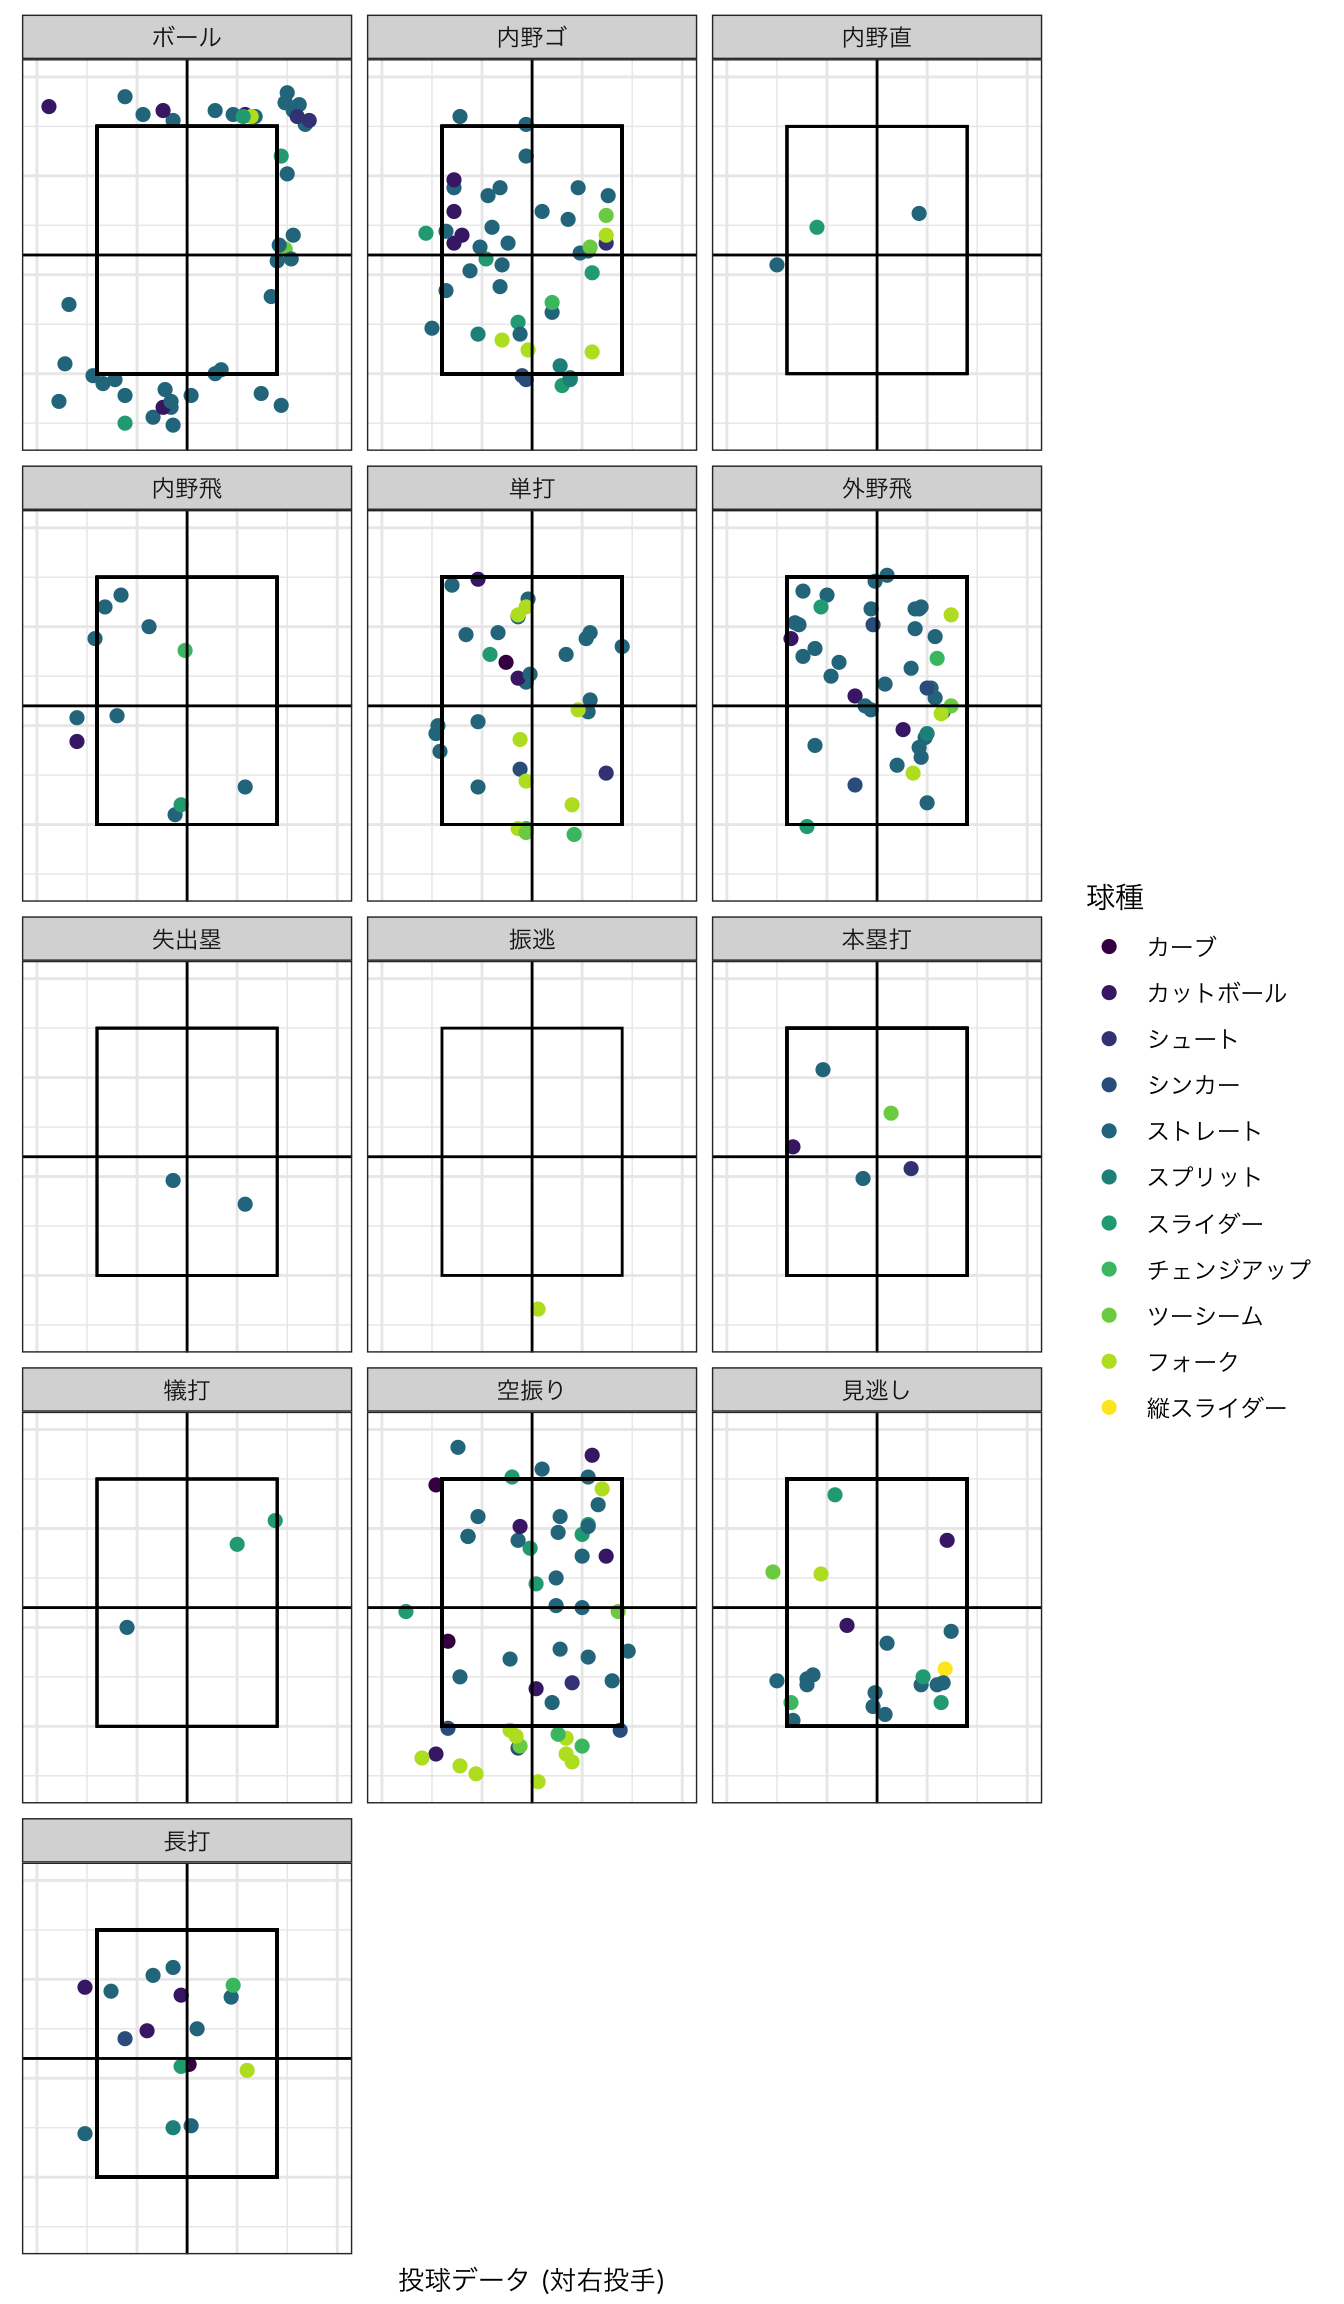 ボール
内野ゴ
内野直
内野飛
単打
外野飛
失出塁
振逃
本塁打
犠打
空振り
見逃し
長打
球種
カーブ
カットボール
シュート
シンカー
ストレート
スプリット
スライダー
チェンジアップ
ツーシーム
フォーク
縦スライダー
投球データ (対右投手)